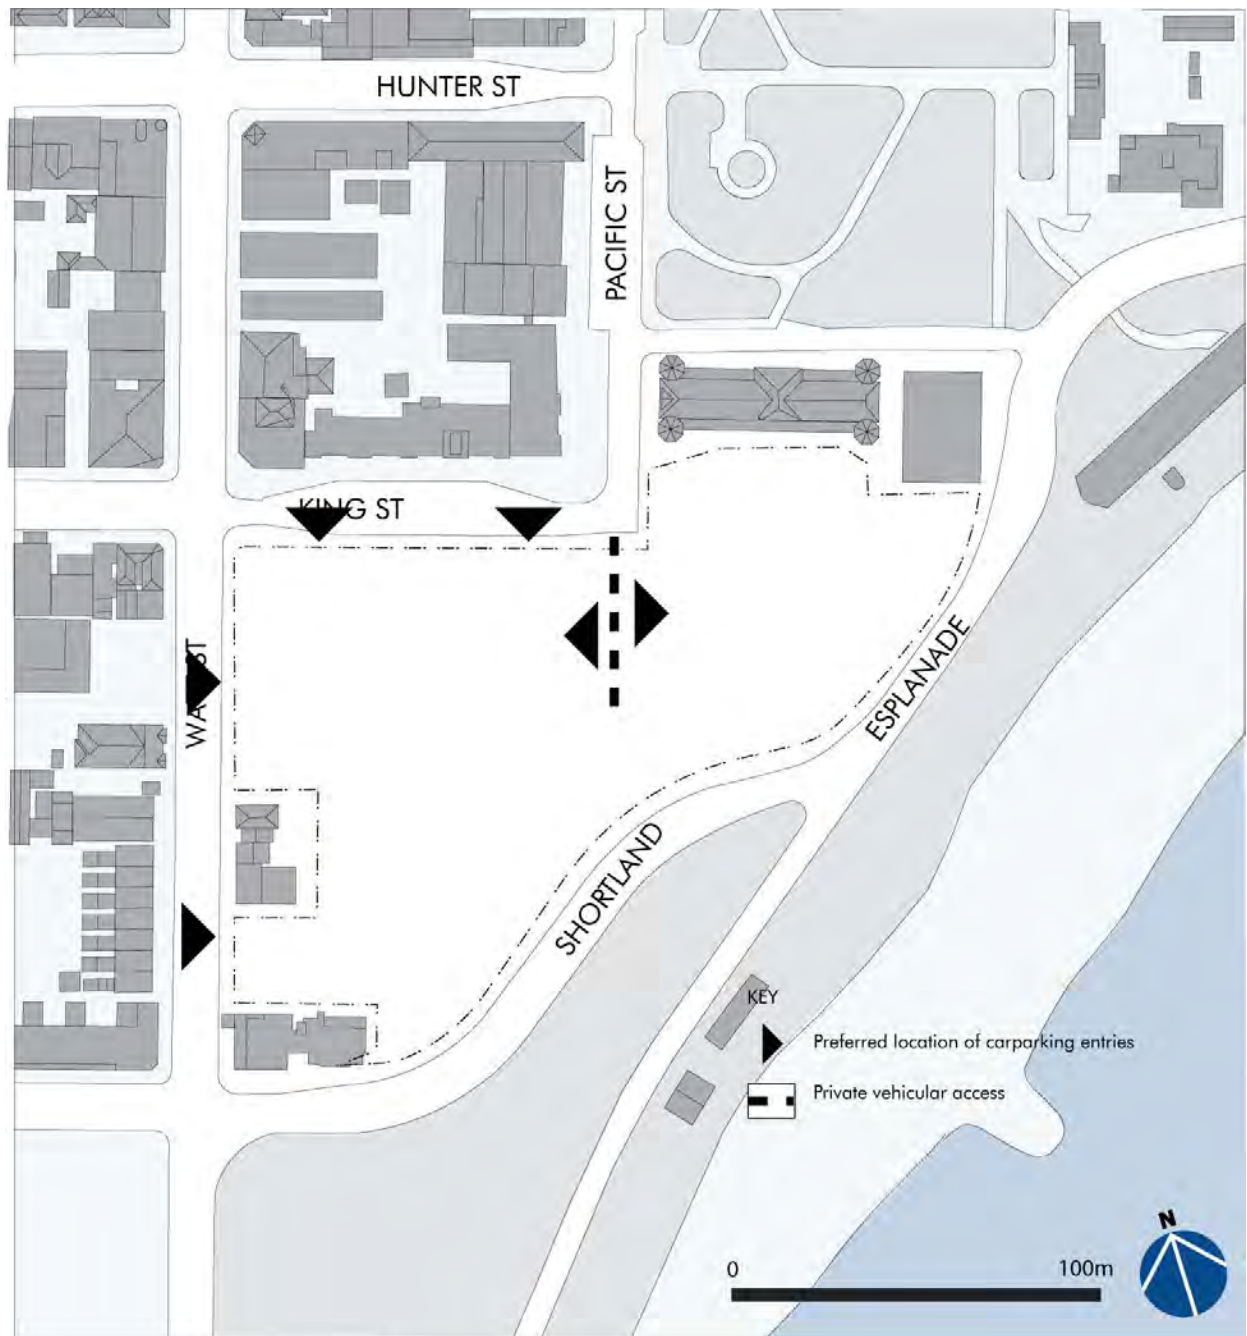 HUNTER ST
PACIFIC ST
KING ST
ST
ESPLANADE
SHORTLAND
KEY
Preferred location of carparking entries
Private vehicular access
0 100m
N